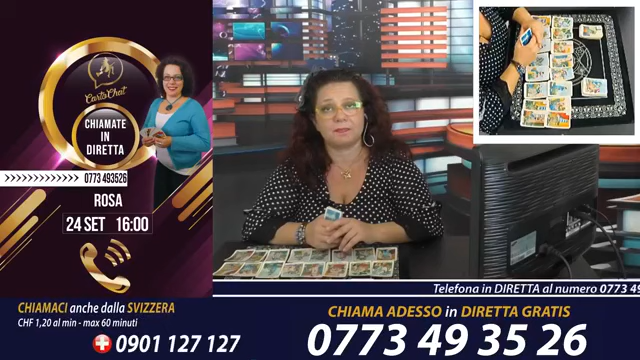 Carto Chat
CHIAMATE
IN
DIRETTA
0773 493526
ROSA
24 SET 16:00
Telefona in DIRETTA al numero 0773 49
CHIAMACI anche dalla SVIZZERA
CHF 1,20 al min - max 60 minuti
0901 127 127
CHIAMA ADESSO in DIRETTA GRATIS
0773 49 35 26